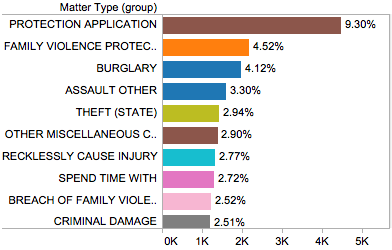 Matter Type (group)
PROTECTION APPLICATION 9.30%
FAMILY VIOLENCE PROTEC.. 4.52%
BURGLARY 4.12%
ASSAULT OTHER 3.30%
THEFT (STATE) 2.94%
OTHER MISCELLANEOUS C.. 2.90%
RECKLESSLY CAUSE INJURY 2.77%
SPEND TIME WITH 2.72%
BREACH OF FAMILY VIOLE.. 2.52%
CRIMINAL DAMAGE 2.51%
0K 1K 2K 3K 4K 5K